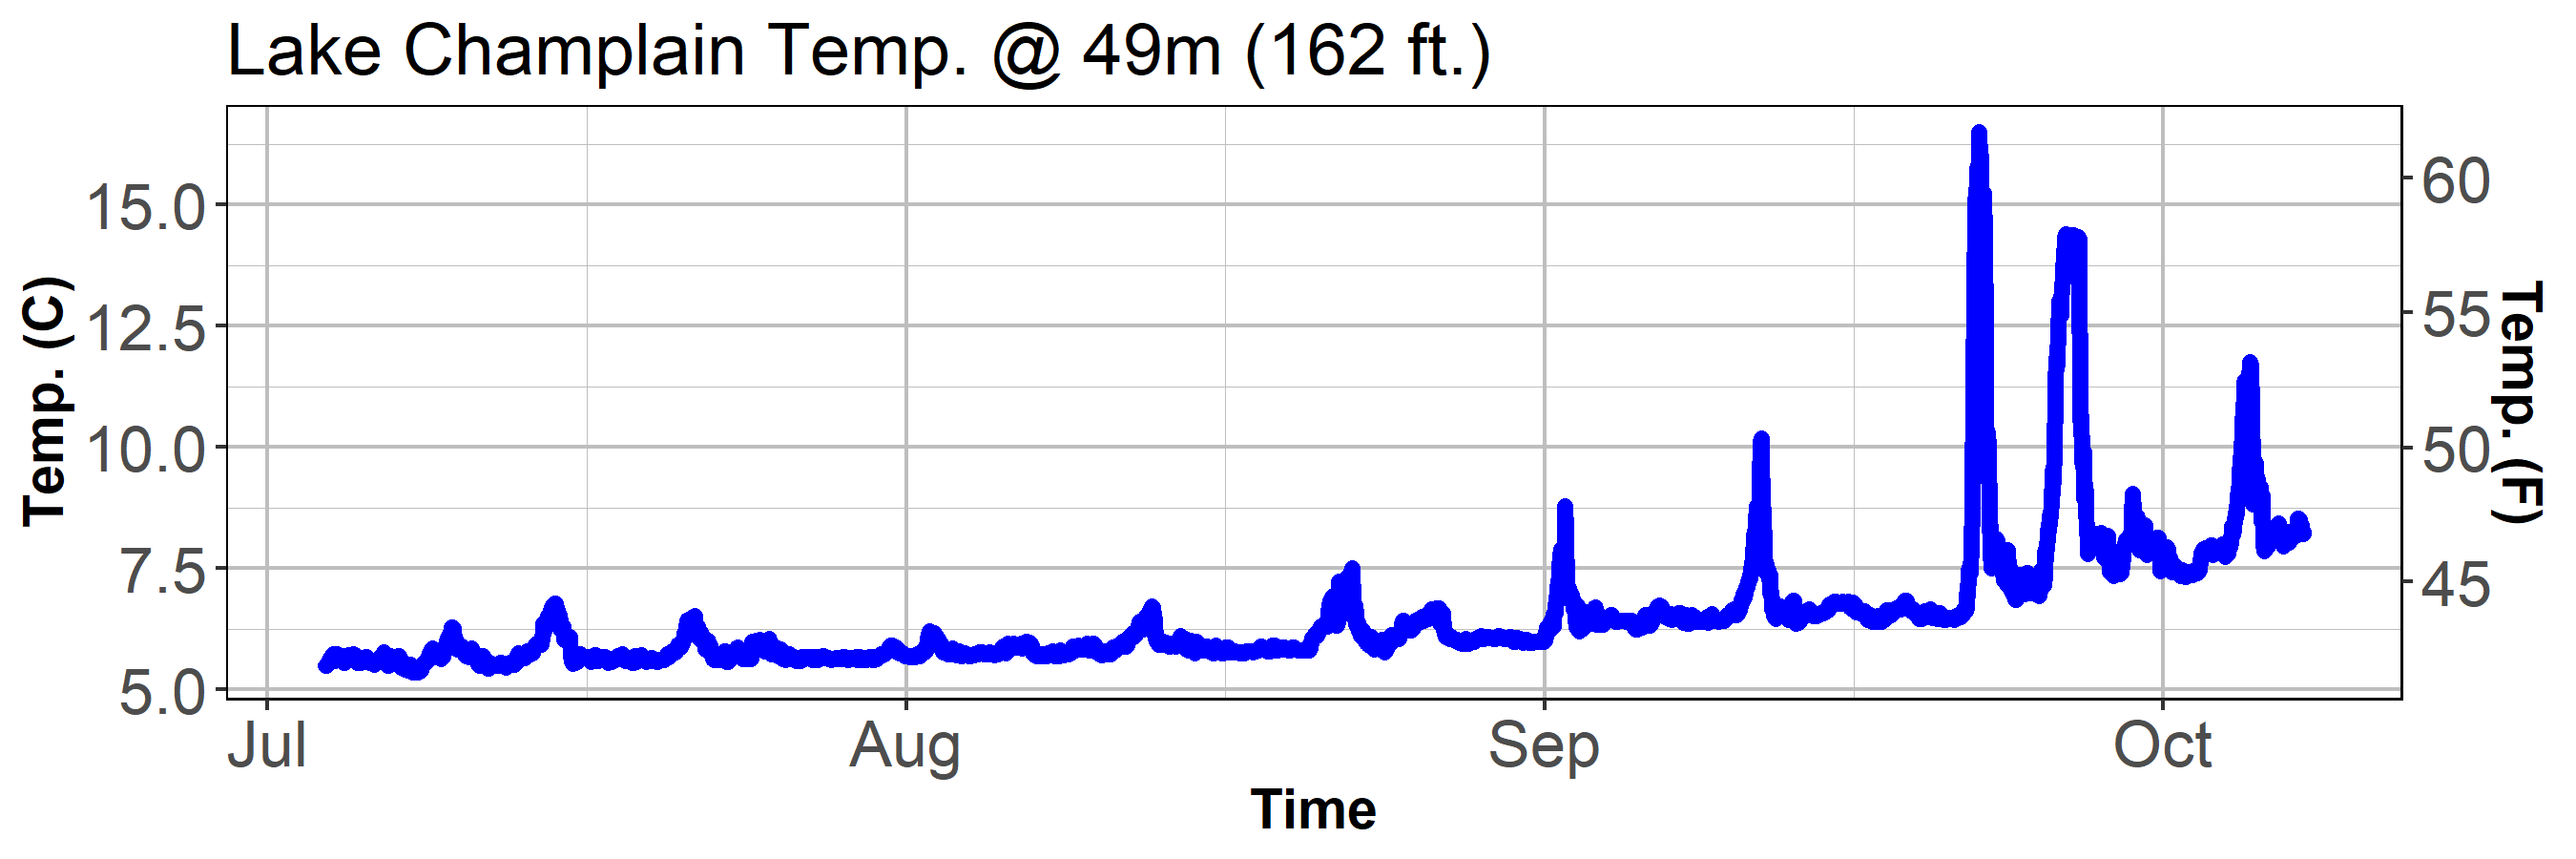 Lake Champlain Temp. @ 49m (162 ft.)
Temp. (C)
15.0
12.5
10.0
7.5
5.0
60
55
50
45
Temp. (F)
Jul Aug Sep Oct
Time